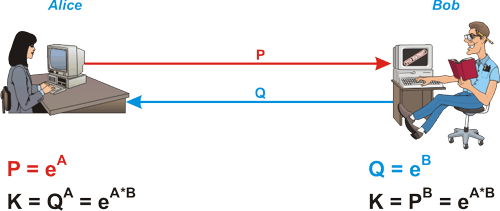 Alice
Bob
P
Q
P = e^A
Q = e^B
K = Q^A = e^A*B
K = P^B = e^A*B